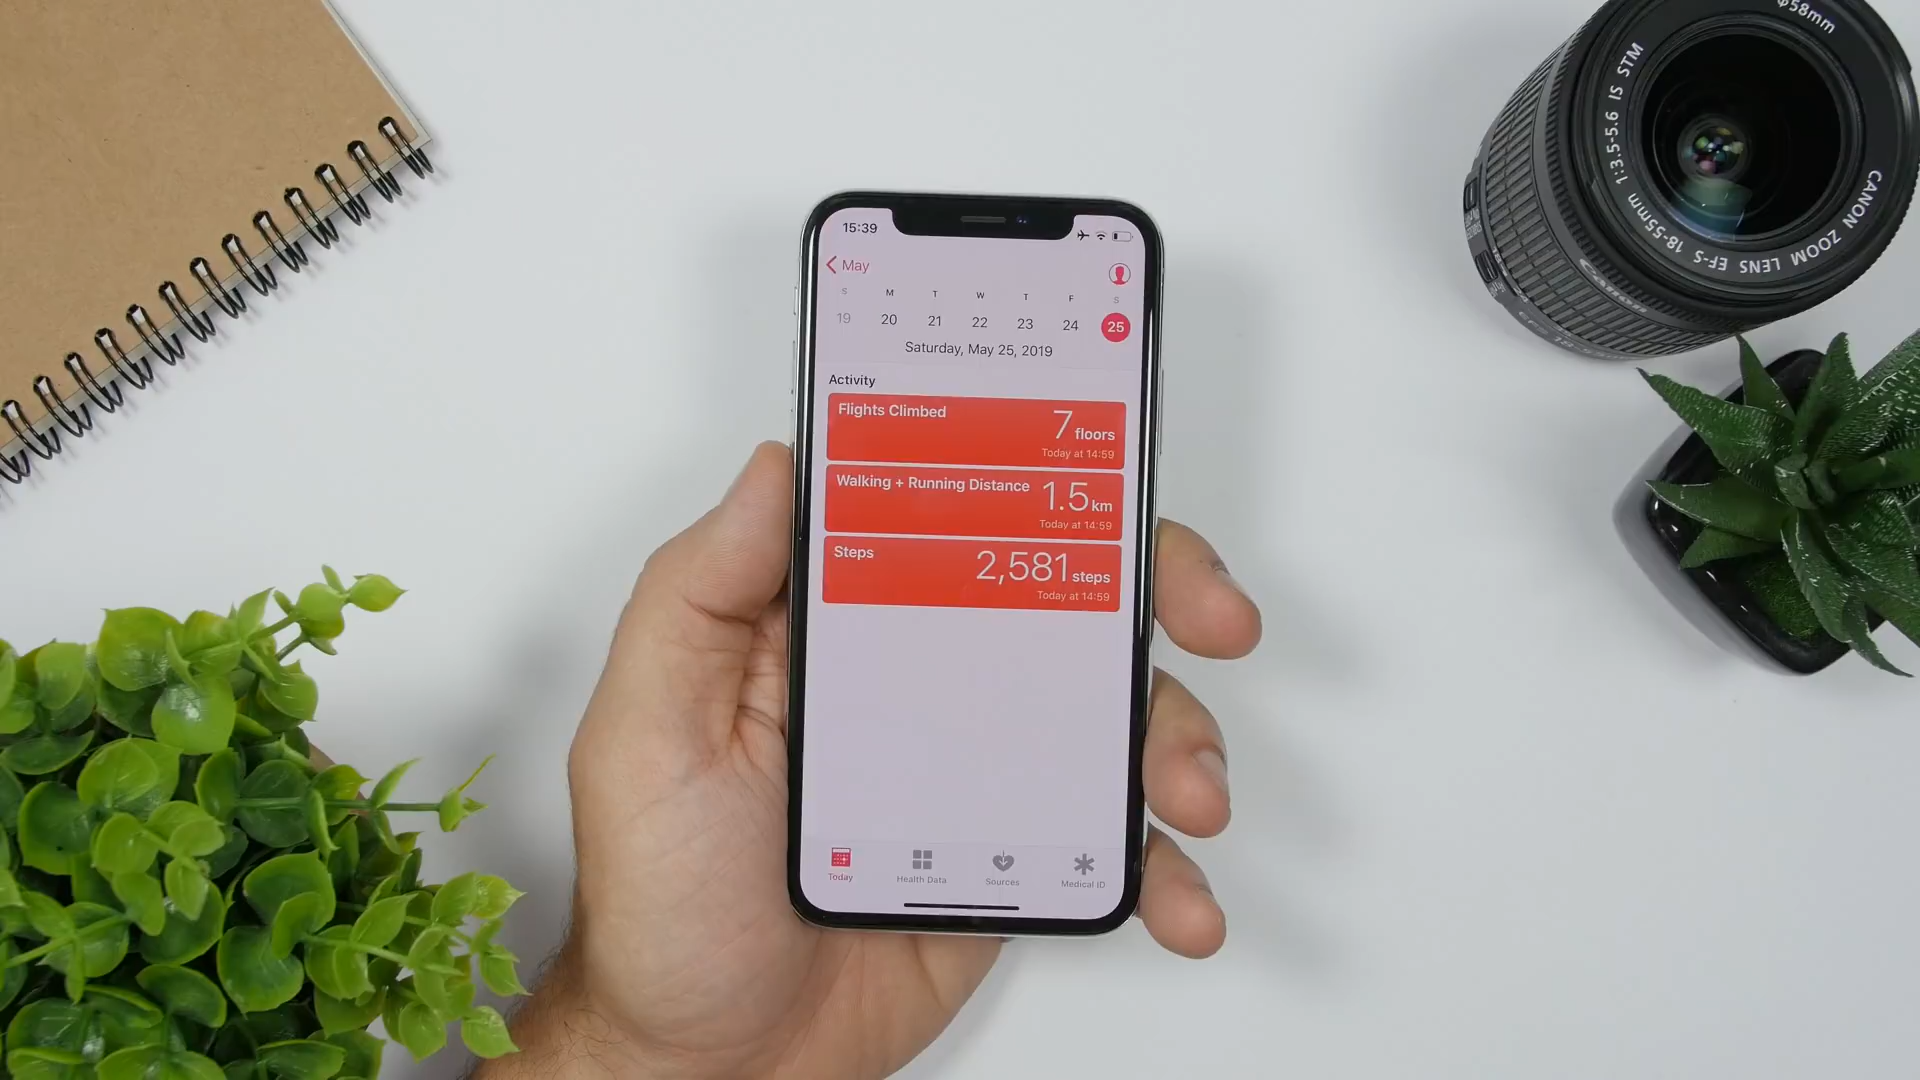 15:39
May
S M T W T F S
19 20 21 22 23 24 25
Saturday, May 25, 2019
Activity
Flights Climbed
7 floors
Today at 14:59
Walking + Running Distance
1.5 km
Today at 14:59
Steps
2,581 steps
Today at 14:59
Today
Health Data
Sources
Medical ID
φ58mm
CANON ZOOM LENS EF-S 18-55mm 1:3.5-5.6 IS STM
Canon